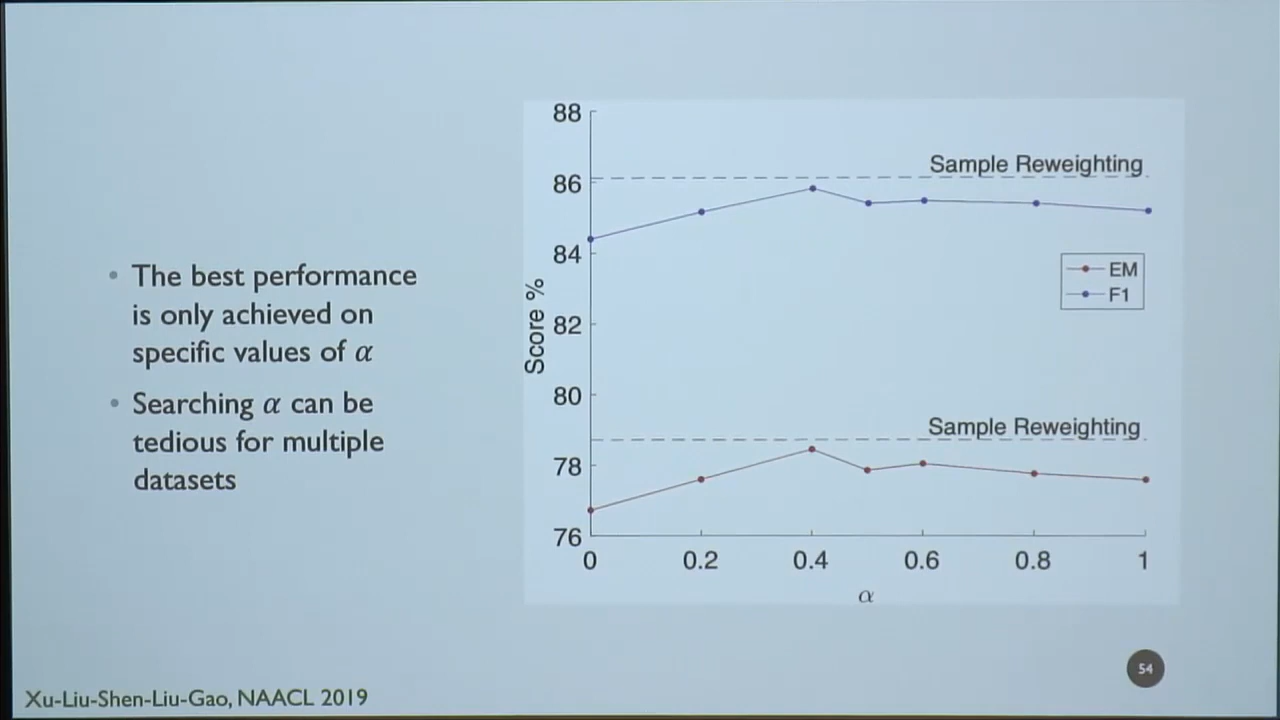 • The best performance
is only achieved on
specific values of α
• Searching α can be
tedious for multiple
datasets
88
86
84
82
80
78
76
Score %
Sample Reweighting
EM
F1
Sample Reweighting
0 0.2 0.4 0.6 0.8 1
α
54
Xu-Liu-Shen-Liu-Gao, NAACL 2019